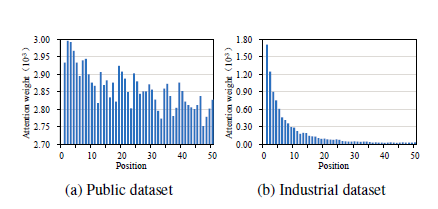 3.00
2.95
2.90
2.85
2.80
2.75
2.70
Attention weight (10⁻³)
0 10 20 30 40 50
Position
(a) Public dataset
1.80
1.50
1.20
0.90
0.60
0.30
0.00
Attention weight (10⁻³)
0 10 20 30 40 50
Position
(b) Industrial dataset